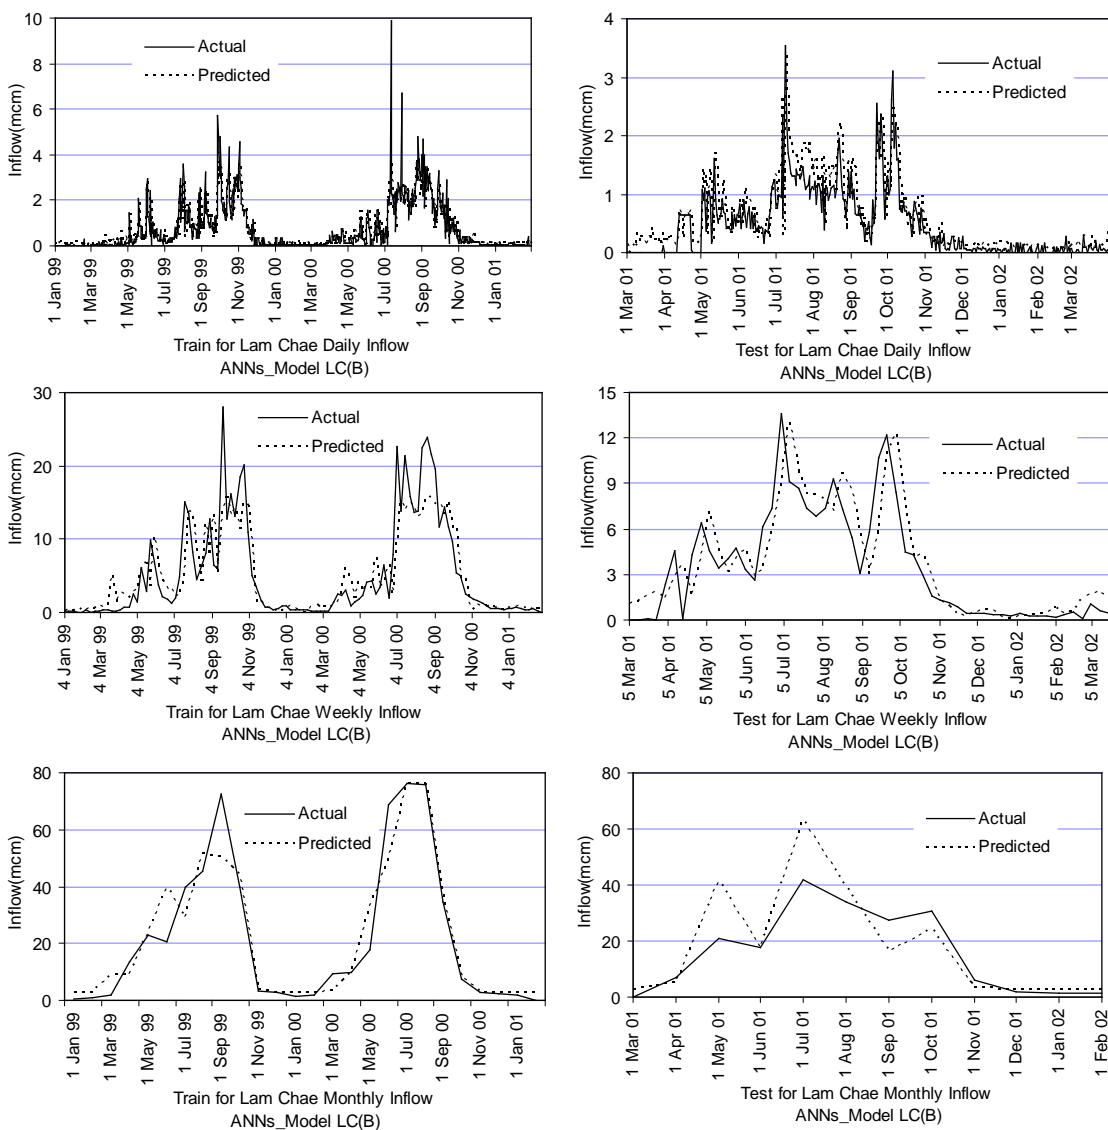 10
8
6
4
2
0
Inflow(mcm)
Actual
Predicted
1 Jan 99
1 Mar 99
1 May 99
1 Jul 99
1 Sep 99
1 Nov 99
1 Jan 00
1 Mar 00
1 May 00
1 Jul 00
1 Sep 00
1 Nov 00
1 Jan 01
Train for Lam Chae Daily Inflow
ANNs_Model LC(B)
4
3
2
1
0
Inflow(mcm)
Actual
Predicted
1 Mar 01
1 Apr 01
1 May 01
1 Jun 01
1 Jul 01
1 Aug 01
1 Sep 01
1 Oct 01
1 Nov 01
1 Dec 01
1 Jan 02
1 Feb 02
1 Mar 02
Test for Lam Chae Daily Inflow
ANNs_Model LC(B)
30
20
10
0
Inflow(mcm)
Actual
Predicted
4 Jan 99
4 Mar 99
4 May 99
4 Jul 99
4 Sep 99
4 Nov 99
4 Jan 00
4 Mar 00
4 May 00
4 Jul 00
4 Sep 00
4 Nov 00
4 Jan 01
Train for Lam Chae Weekly Inflow
ANNs_Model LC(B)
15
12
9
6
3
0
Inflow(mcm)
Actual
Predicted
5 Mar 01
5 Apr 01
5 May 01
5 Jun 01
5 Jul 01
5 Aug 01
5 Sep 01
5 Oct 01
5 Nov 01
5 Dec 01
5 Jan 02
5 Feb 02
5 Mar 02
Test for Lam Chae Weekly Inflow
ANNs_Model LC(B)
80
60
40
20
0
Inflow(mcm)
Actual
Predicted
1 Jan 99
1 Mar 99
1 May 99
1 Jul 99
1 Sep 99
1 Nov 99
1 Jan 00
1 Mar 00
1 May 00
1 Jul 00
1 Sep 00
1 Nov 00
1 Jan 01
Train for Lam Chae Monthly Inflow
ANNs_Model LC(B)
80
60
40
20
0
Inflow(mcm)
Actual
Predicted
1 Mar 01
1 Apr 01
1 May 01
1 Jun 01
1 Jul 01
1 Aug 01
1 Sep 01
1 Oct 01
1 Nov 01
1 Dec 01
1 Jan 02
1 Feb 02
Test for Lam Chae Monthly Inflow
ANNs_Model LC(B)